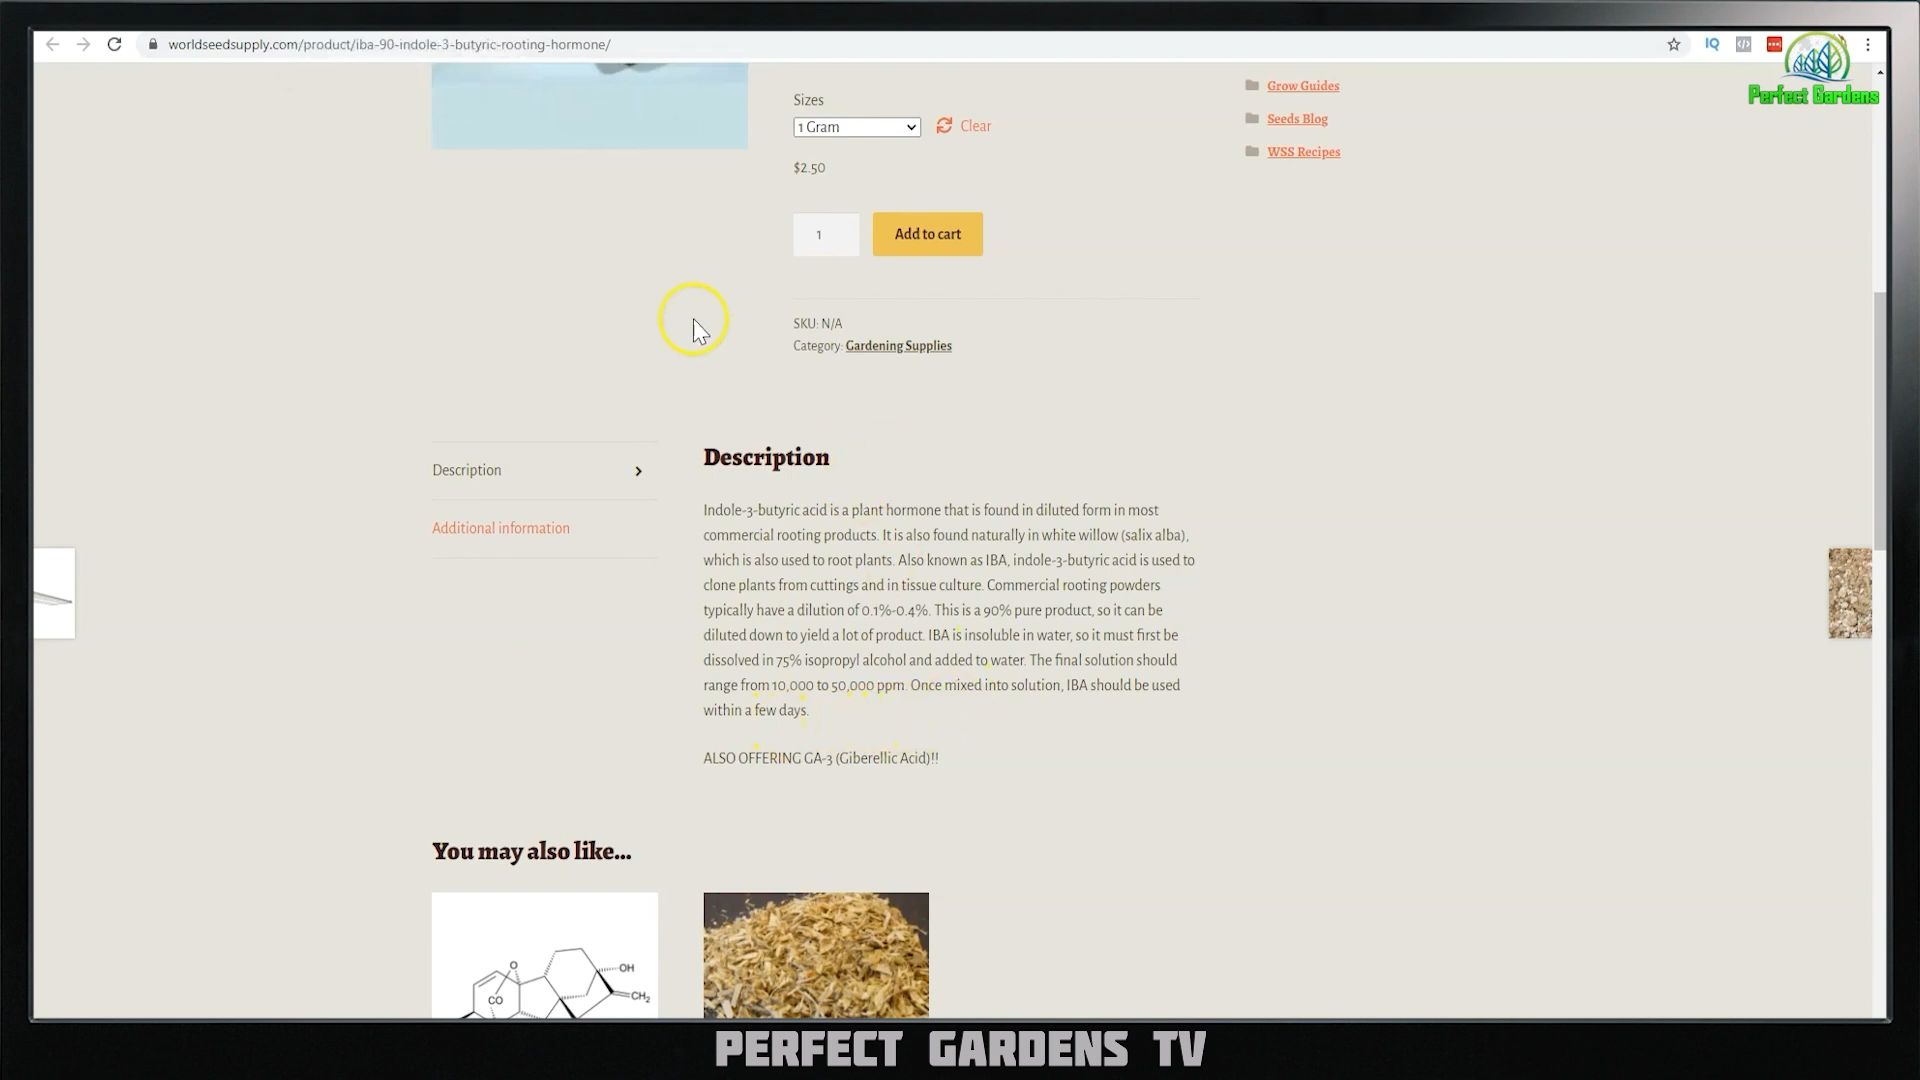 worldseedsupply.com/product/iba-90-indole-3-butyric-rooting-hormone/
IQ
Perfect Gardens
Sizes
1 Gram
Clear
$2.50
1
Add to cart
SKU: N/A
Category: Gardening Supplies
Grow Guides
Seeds Blog
WSS Recipes
Description
Additional information
Description
Indole-3-butyric acid is a plant hormone that is found in diluted form in most
commercial rooting products. It is also found naturally in white willow (salix alba),
which is also used to root plants. Also known as IBA, indole-3-butyric acid is used to
clone plants from cuttings and in tissue culture. Commercial rooting powders
typically have a dilution of 0.1%-0.4%. This is a 90% pure product, so it can be
diluted down to yield a lot of product. IBA is insoluble in water, so it must first be
dissolved in 75% isopropyl alcohol and added to water. The final solution should
range from 10,000 to 50,000 ppm. Once mixed into solution, IBA should be used
within a few days.
ALSO OFFERING GA-3 (Giberellic Acid)!!
You may also like...
O
OH
CO
CH2
PERFECT GARDENS TV